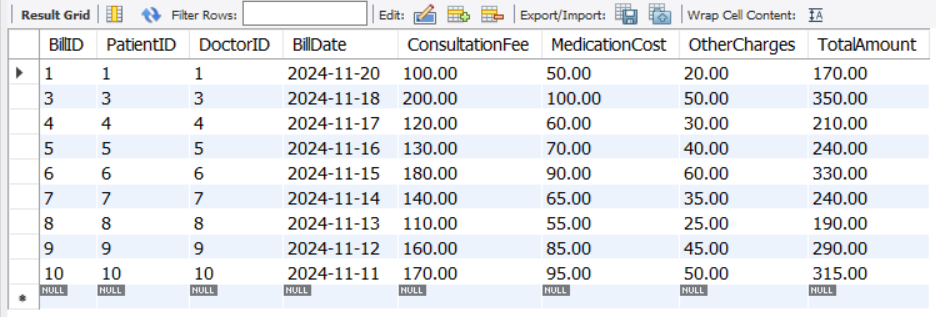 Result Grid Filter Rows: Edit: Export/Import: Wrap Cell Content: IA
BillID PatientID DoctorID BillDate ConsultationFee MedicationCost OtherCharges TotalAmount
1 1 1 2024-11-20 100.00 50.00 20.00 170.00
3 3 3 2024-11-18 200.00 100.00 50.00 350.00
4 4 4 2024-11-17 120.00 60.00 30.00 210.00
5 5 5 2024-11-16 130.00 70.00 40.00 240.00
6 6 6 2024-11-15 180.00 90.00 60.00 330.00
7 7 7 2024-11-14 140.00 65.00 35.00 240.00
8 8 8 2024-11-13 110.00 55.00 25.00 190.00
9 9 9 2024-11-12 160.00 85.00 45.00 290.00
10 10 10 2024-11-11 170.00 95.00 50.00 315.00
NULL NULL NULL NULL NULL NULL NULL NULL